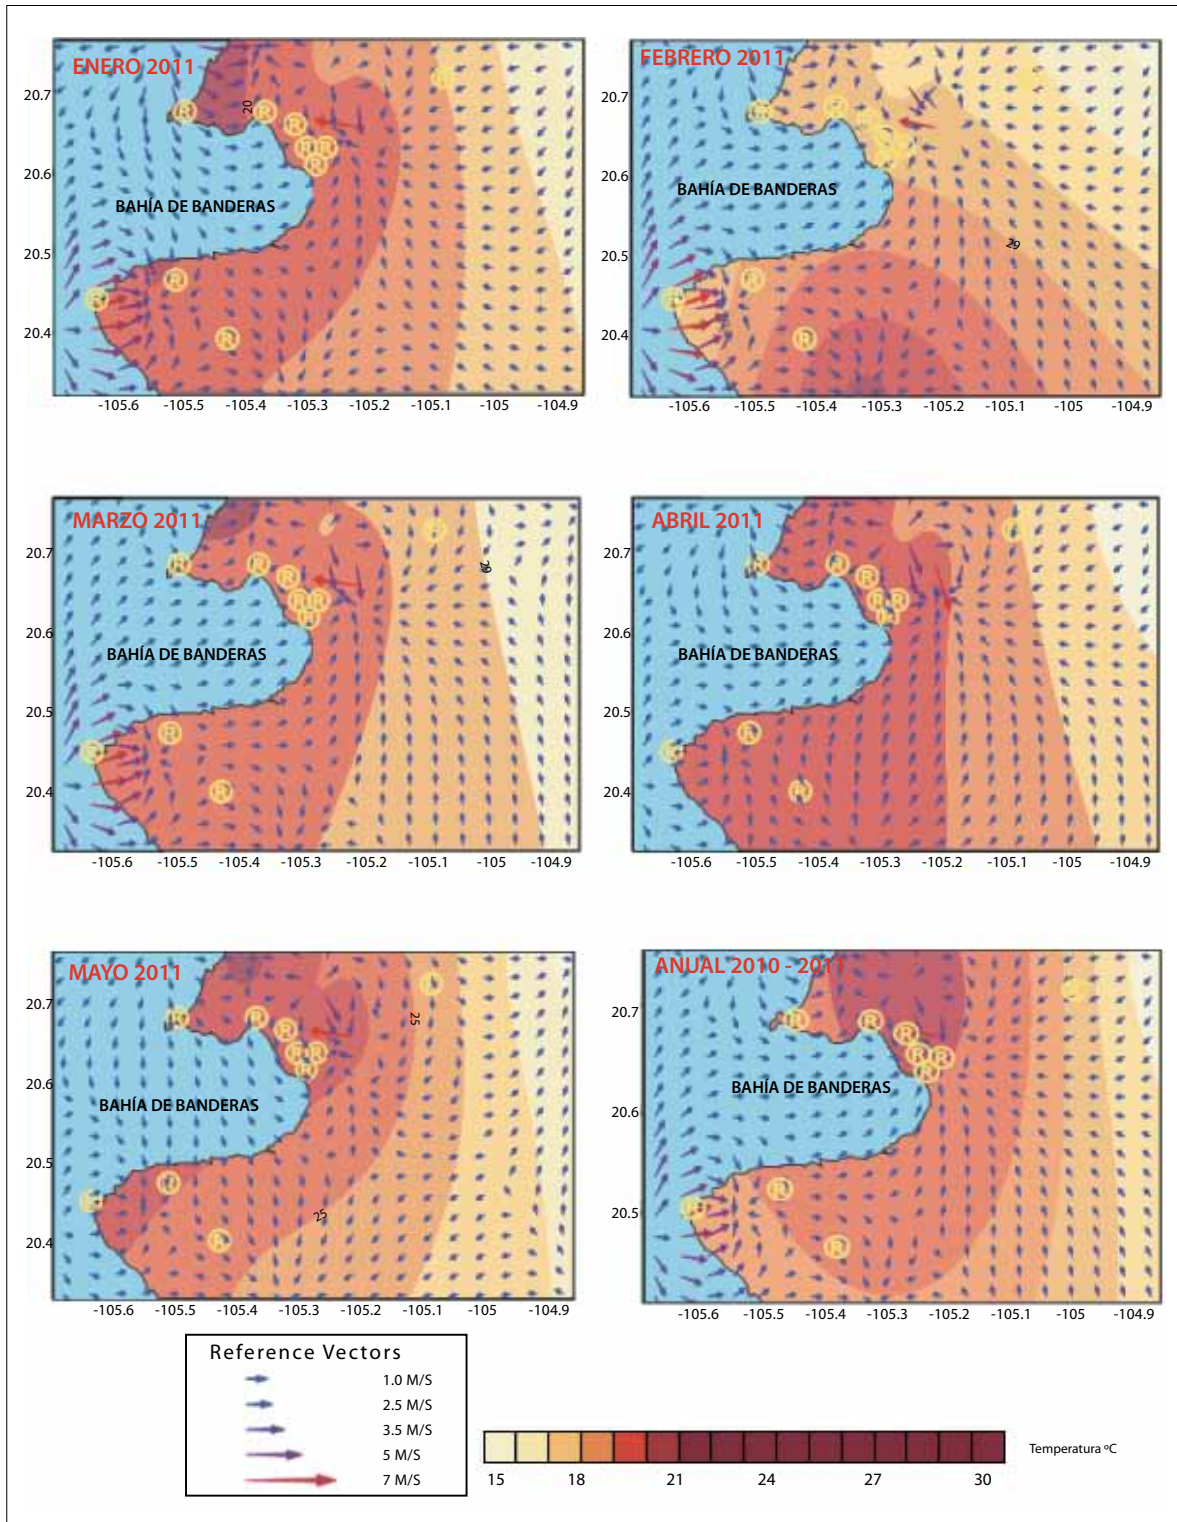 ENERO 2011
20
BAHÍA DE BANDERAS
20.7
20.6
20.5
20.4
-105.6 -105.5 -105.4 -105.3 -105.2 -105.1 -105 -104.9
R R R R R R R R R
FEBRERO 2011
29
BAHÍA DE BANDERAS
20.7
20.6
20.5
20.4
-105.6 -105.5 -105.4 -105.3 -105.2 -105.1 -105 -104.9
R
MARZO 2011
29
BAHÍA DE BANDERAS
20.7
20.6
20.5
20.4
-105.6 -105.5 -105.4 -105.3 -105.2 -105.1 -105 -104.9
R R R R R R R
ABRIL 2011
BAHÍA DE BANDERAS
20.7
20.6
20.5
20.4
-105.6 -105.5 -105.4 -105.3 -105.2 -105.1 -105 -104.9
R R R R R
MAYO 2011
25
25
BAHÍA DE BANDERAS
20.7
20.6
20.5
20.4
-105.6 -105.5 -105.4 -105.3 -105.2 -105.1 -105 -104.9
R R R R R R R
ANUAL 2010 - 2011
BAHÍA DE BANDERAS
20.7
20.6
20.5
-105.6 -105.5 -105.4 -105.3 -105.2 -105.1 -105 -104.9
R R R R R R R R
Reference Vectors
1.0 M/S
2.5 M/S
3.5 M/S
5 M/S
7 M/S
15 18 21 24 27 30
Temperatura ºC